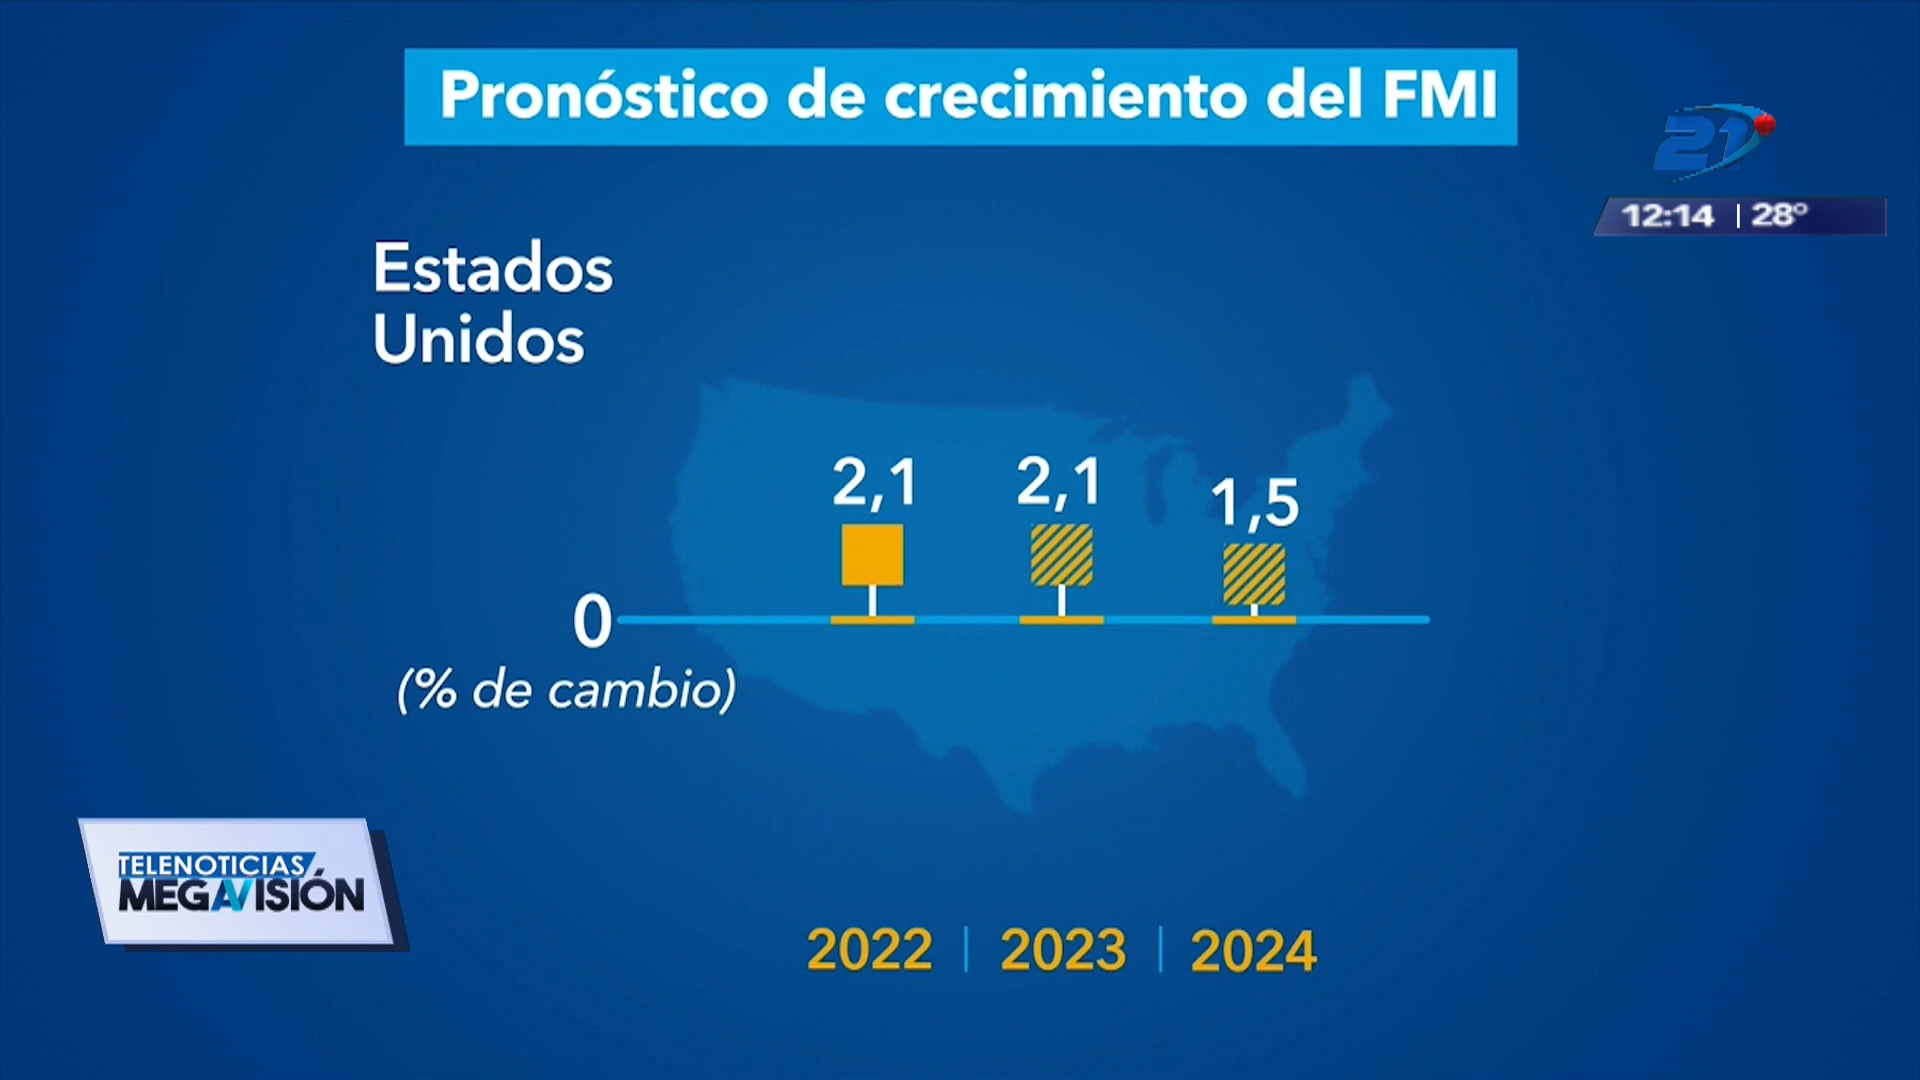 Pronóstico de crecimiento del FMI
21
12:14 | 28°
Estados
Unidos
2,1
2,1
1,5
0
(% de cambio)
TELENOTICIAS
MEGAVISIÓN
2022 | 2023 | 2024